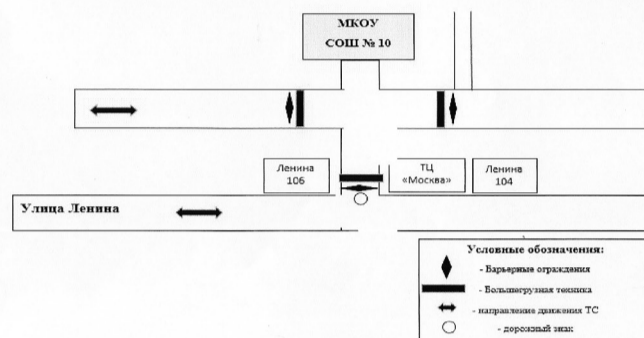 МКОУ
СОШ № 10
Ленина
106
ТЦ
«Москва»
Ленина
104
Улица Ленина
Условные обозначения:
- Барьерные ограждения
- Большегрузная техника
- направление движения ТС
- дорожный знак